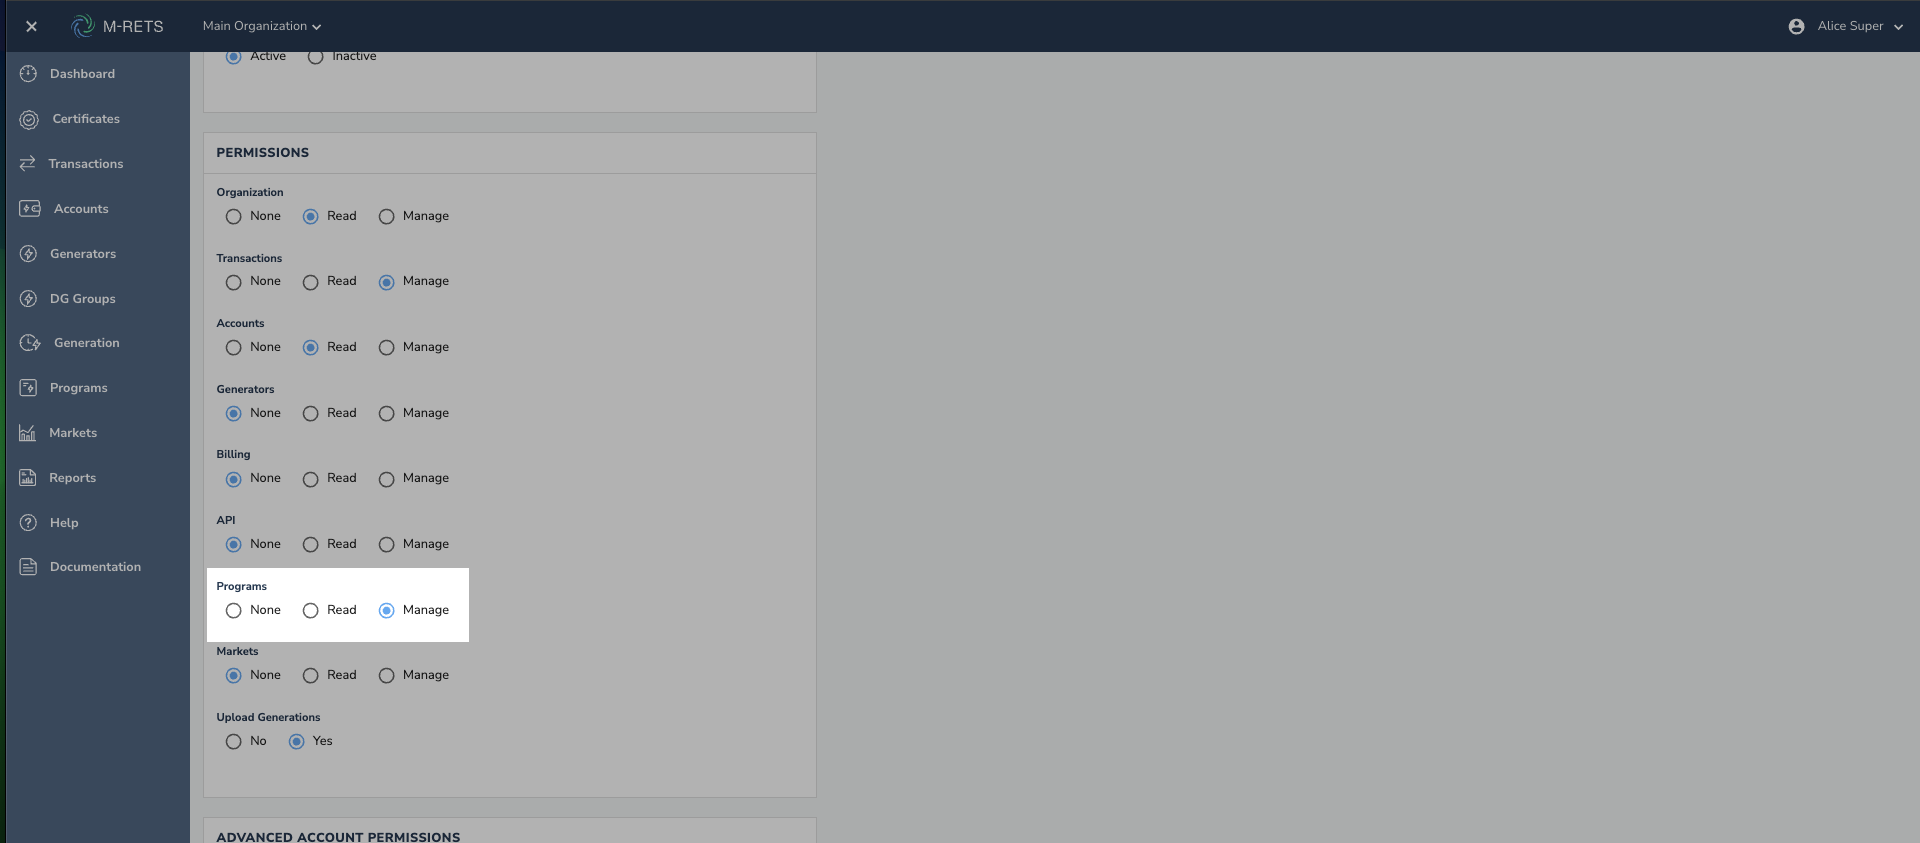 M-RETS Main Organization Alice Super
Dashboard
Certificates
Transactions
Accounts
Generators
DG Groups
Generation
Programs
Markets
Reports
Help
Documentation
Active Inactive
PERMISSIONS
Organization
None Read Manage
Transactions
None Read Manage
Accounts
None Read Manage
Generators
None Read Manage
Billing
None Read Manage
API
None Read Manage
Programs
None Read Manage
Markets
None Read Manage
Upload Generations
No Yes
ADVANCED ACCOUNT PERMISSIONS